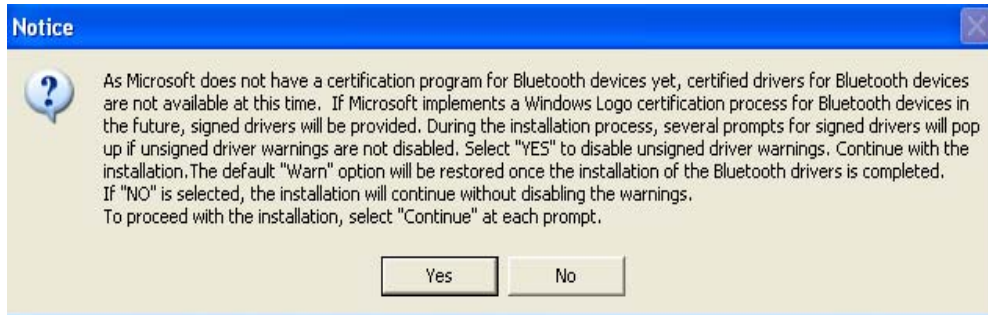 Notice
As Microsoft does not have a certification program for Bluetooth devices yet, certified drivers for Bluetooth devices
are not available at this time.  If Microsoft implements a Windows Logo certification process for Bluetooth devices in
the future, signed drivers will be provided. During the installation process, several prompts for signed drivers will pop
up if unsigned driver warnings are not disabled. Select "YES" to disable unsigned driver warnings. Continue with the
installation.The default "Warn" option will be restored once the installation of the Bluetooth drivers is completed.
If "NO" is selected, the installation will continue without disabling the warnings.
To proceed with the installation, select "Continue" at each prompt.
Yes No